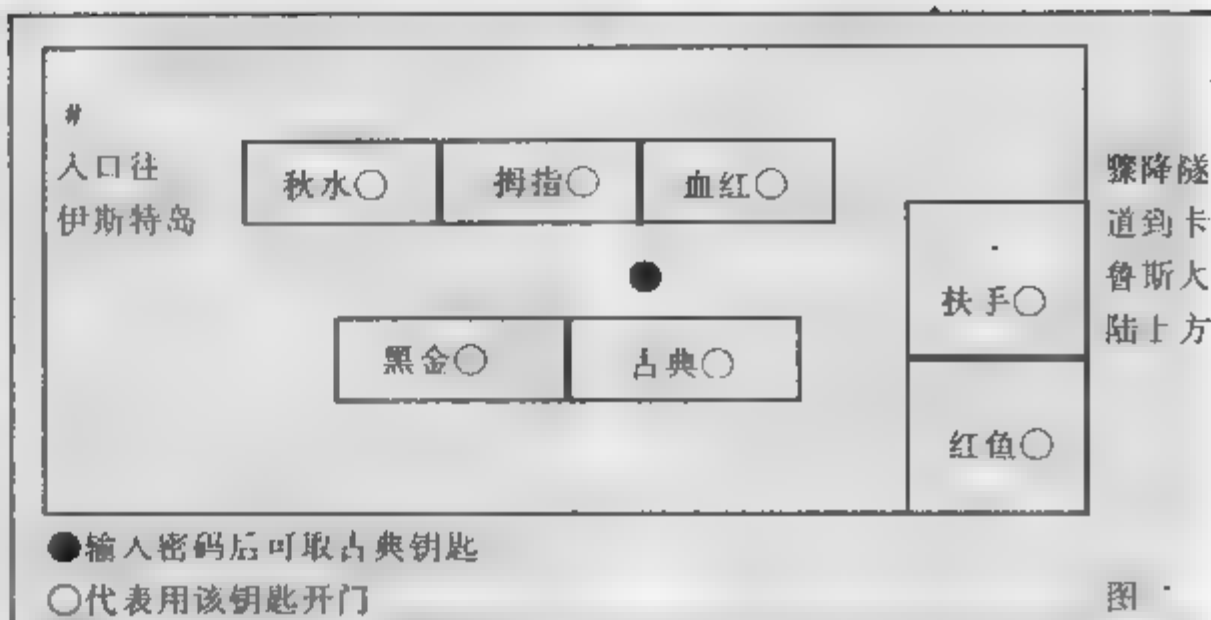 #
入口往
伊斯特岛
秋水○
拇指○
血红○
骤降隧
道到卡
鲁斯大
陆上方
扶手○
黑金○
古典○
红鱼○
●输入密码后可取古典钥匙
○代表用该钥匙开门
图